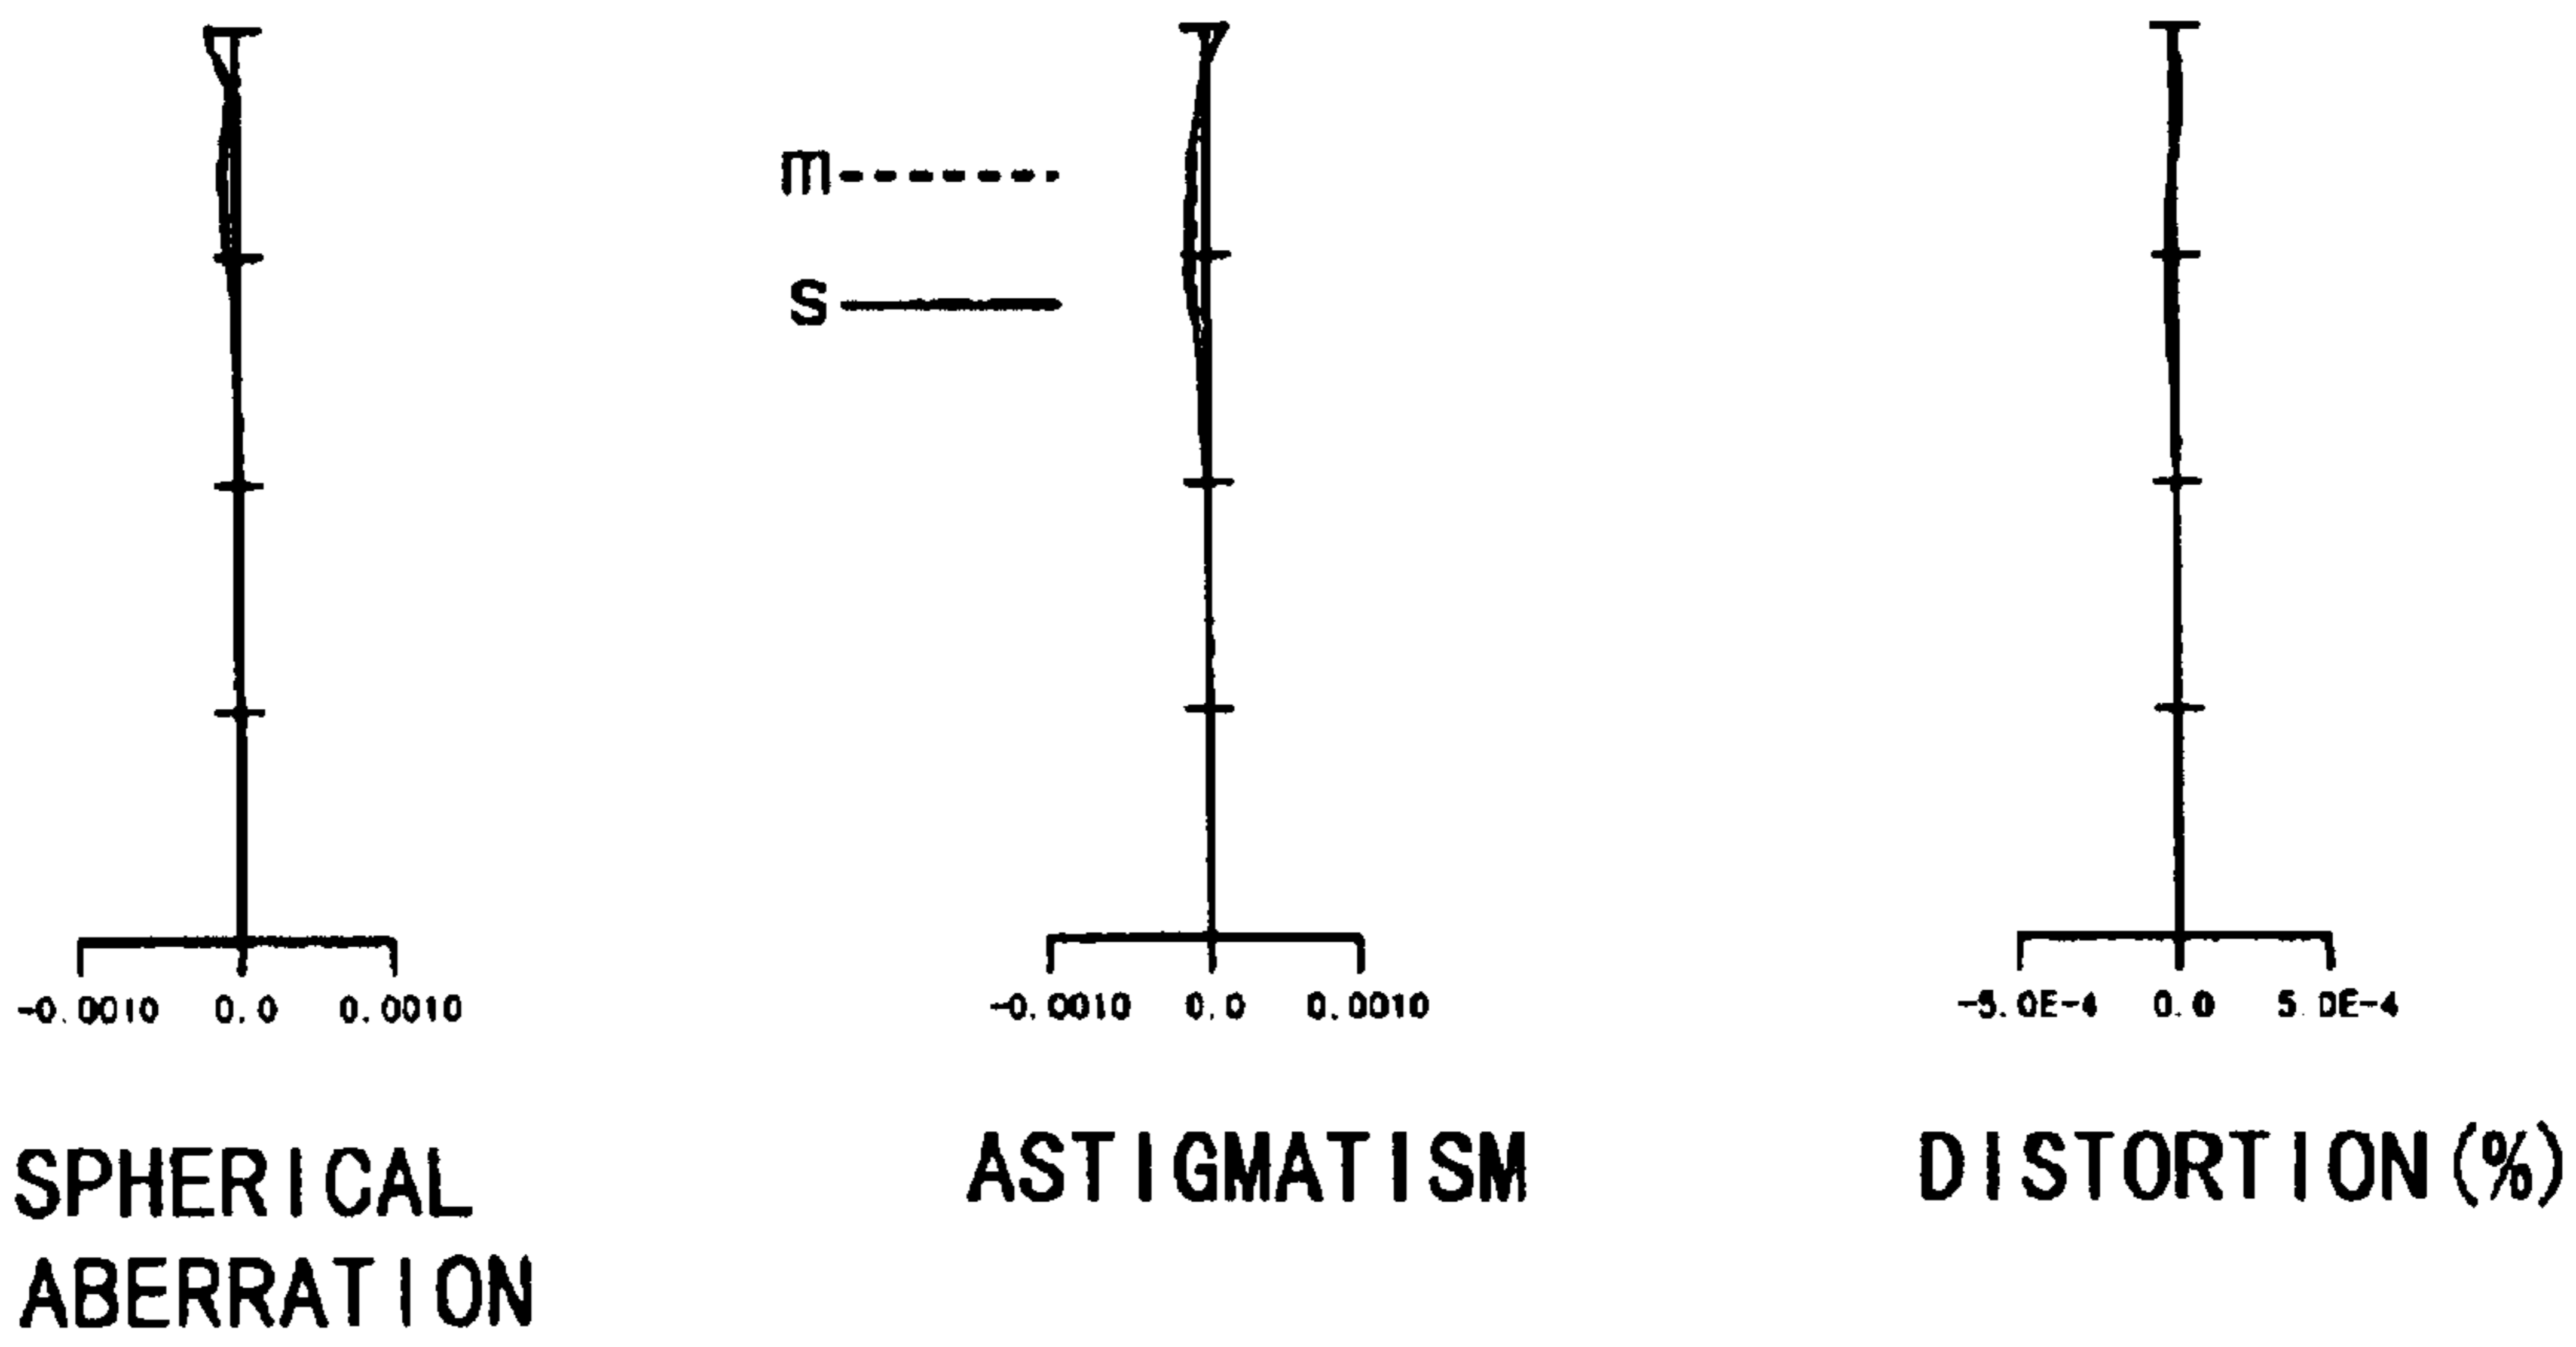 m
s
-0.0010 0.0 0.0010
-0.0010 0.0 0.0010
-5.0E-4 0.0 5.0E-4
SPHERICAL
ABERRATION
ASTIGMATISM
DISTORTION(%)